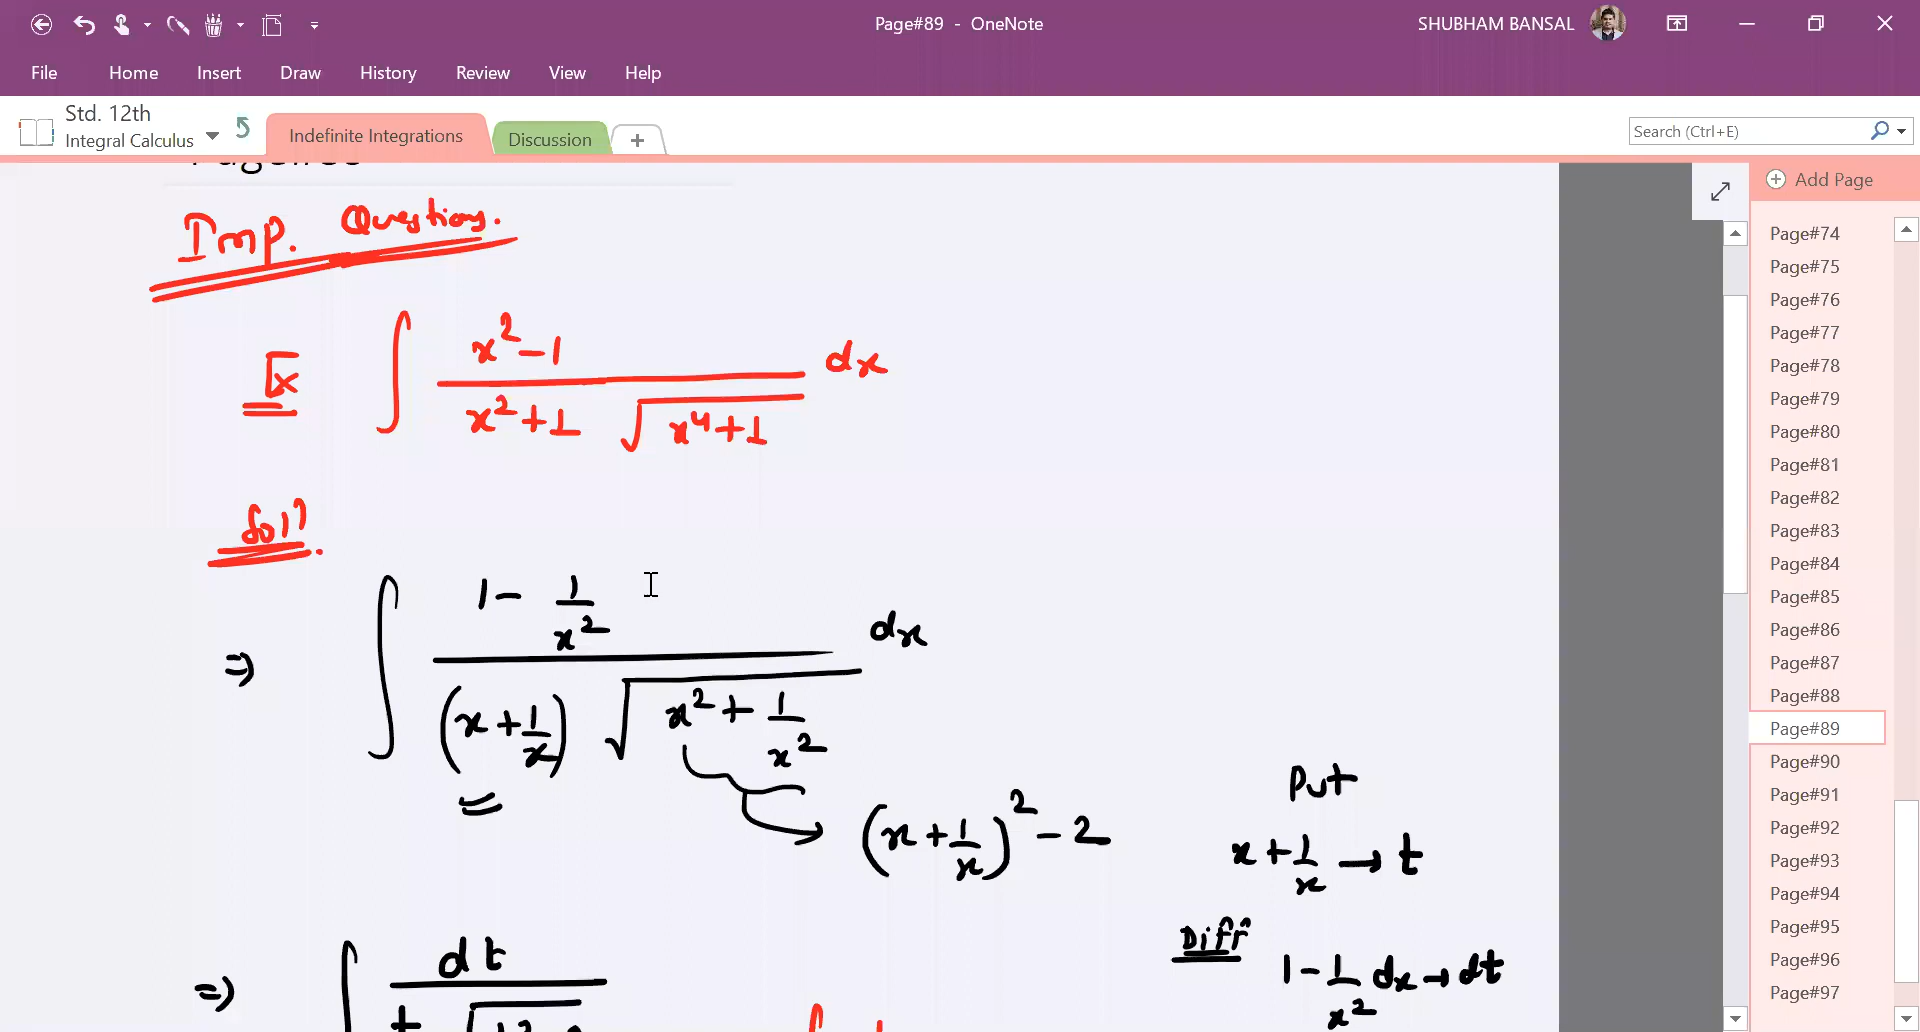 Page#89 - OneNote
SHUBHAM BANSAL
File Home Insert Draw History Review View Help
Std. 12th
Integral Calculus
Indefinite Integrations
Discussion
+
Search (Ctrl+E)
Add Page
Page#74
Page#75
Page#76
Page#77
Page#78
Page#79
Page#80
Page#81
Page#82
Page#83
Page#84
Page#85
Page#86
Page#87
Page#88
Page#89
Page#90
Page#91
Page#92
Page#93
Page#94
Page#95
Page#96
Page#97
Imp. Questions.
Ex ∫ (x²-1)/(x²+1 √(x⁴+1)) dx
Solⁿ.
⇒ ∫ (1 - 1/x²)/((x + 1/x) √(x² + 1/x²)) dx
(x + 1/x)² - 2
Put
x + 1/x → t
Diff
1 - 1/x² dx → dt
⇒ ∫ dt
t